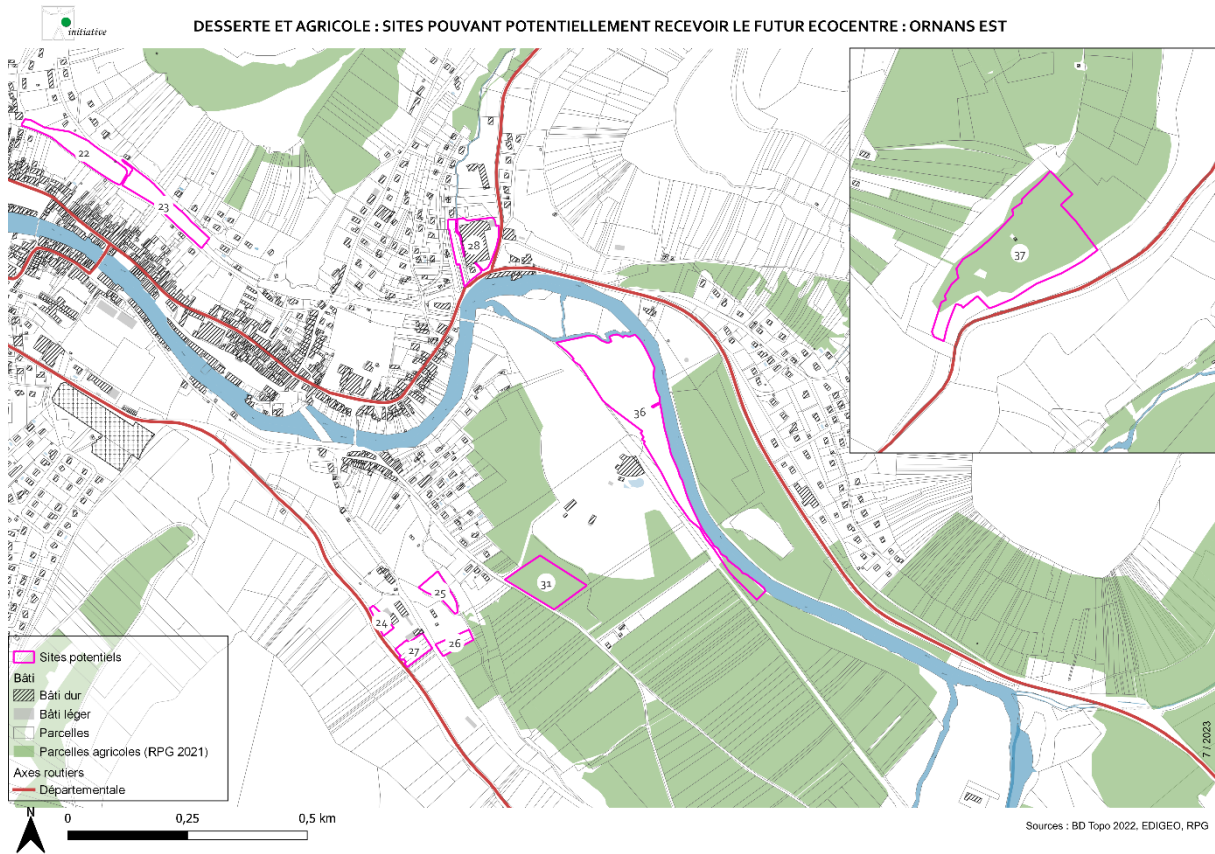 initiative
DESSERTE ET AGRICOLE : SITES POUVANT POTENTIELLEMENT RECEVOIR LE FUTUR ECOCENTRE : ORNANS EST
22
23
28
37
36
31
25
24
26
27
Sites potentiels
Bâti
Bâti dur
Bâti léger
Parcelles
Parcelles agricoles (RPG 2021)
Axes routiers
Départementale
7 / 2023
N
0 0,25 0,5 km
Sources : BD Topo 2022, EDIGEO, RPG